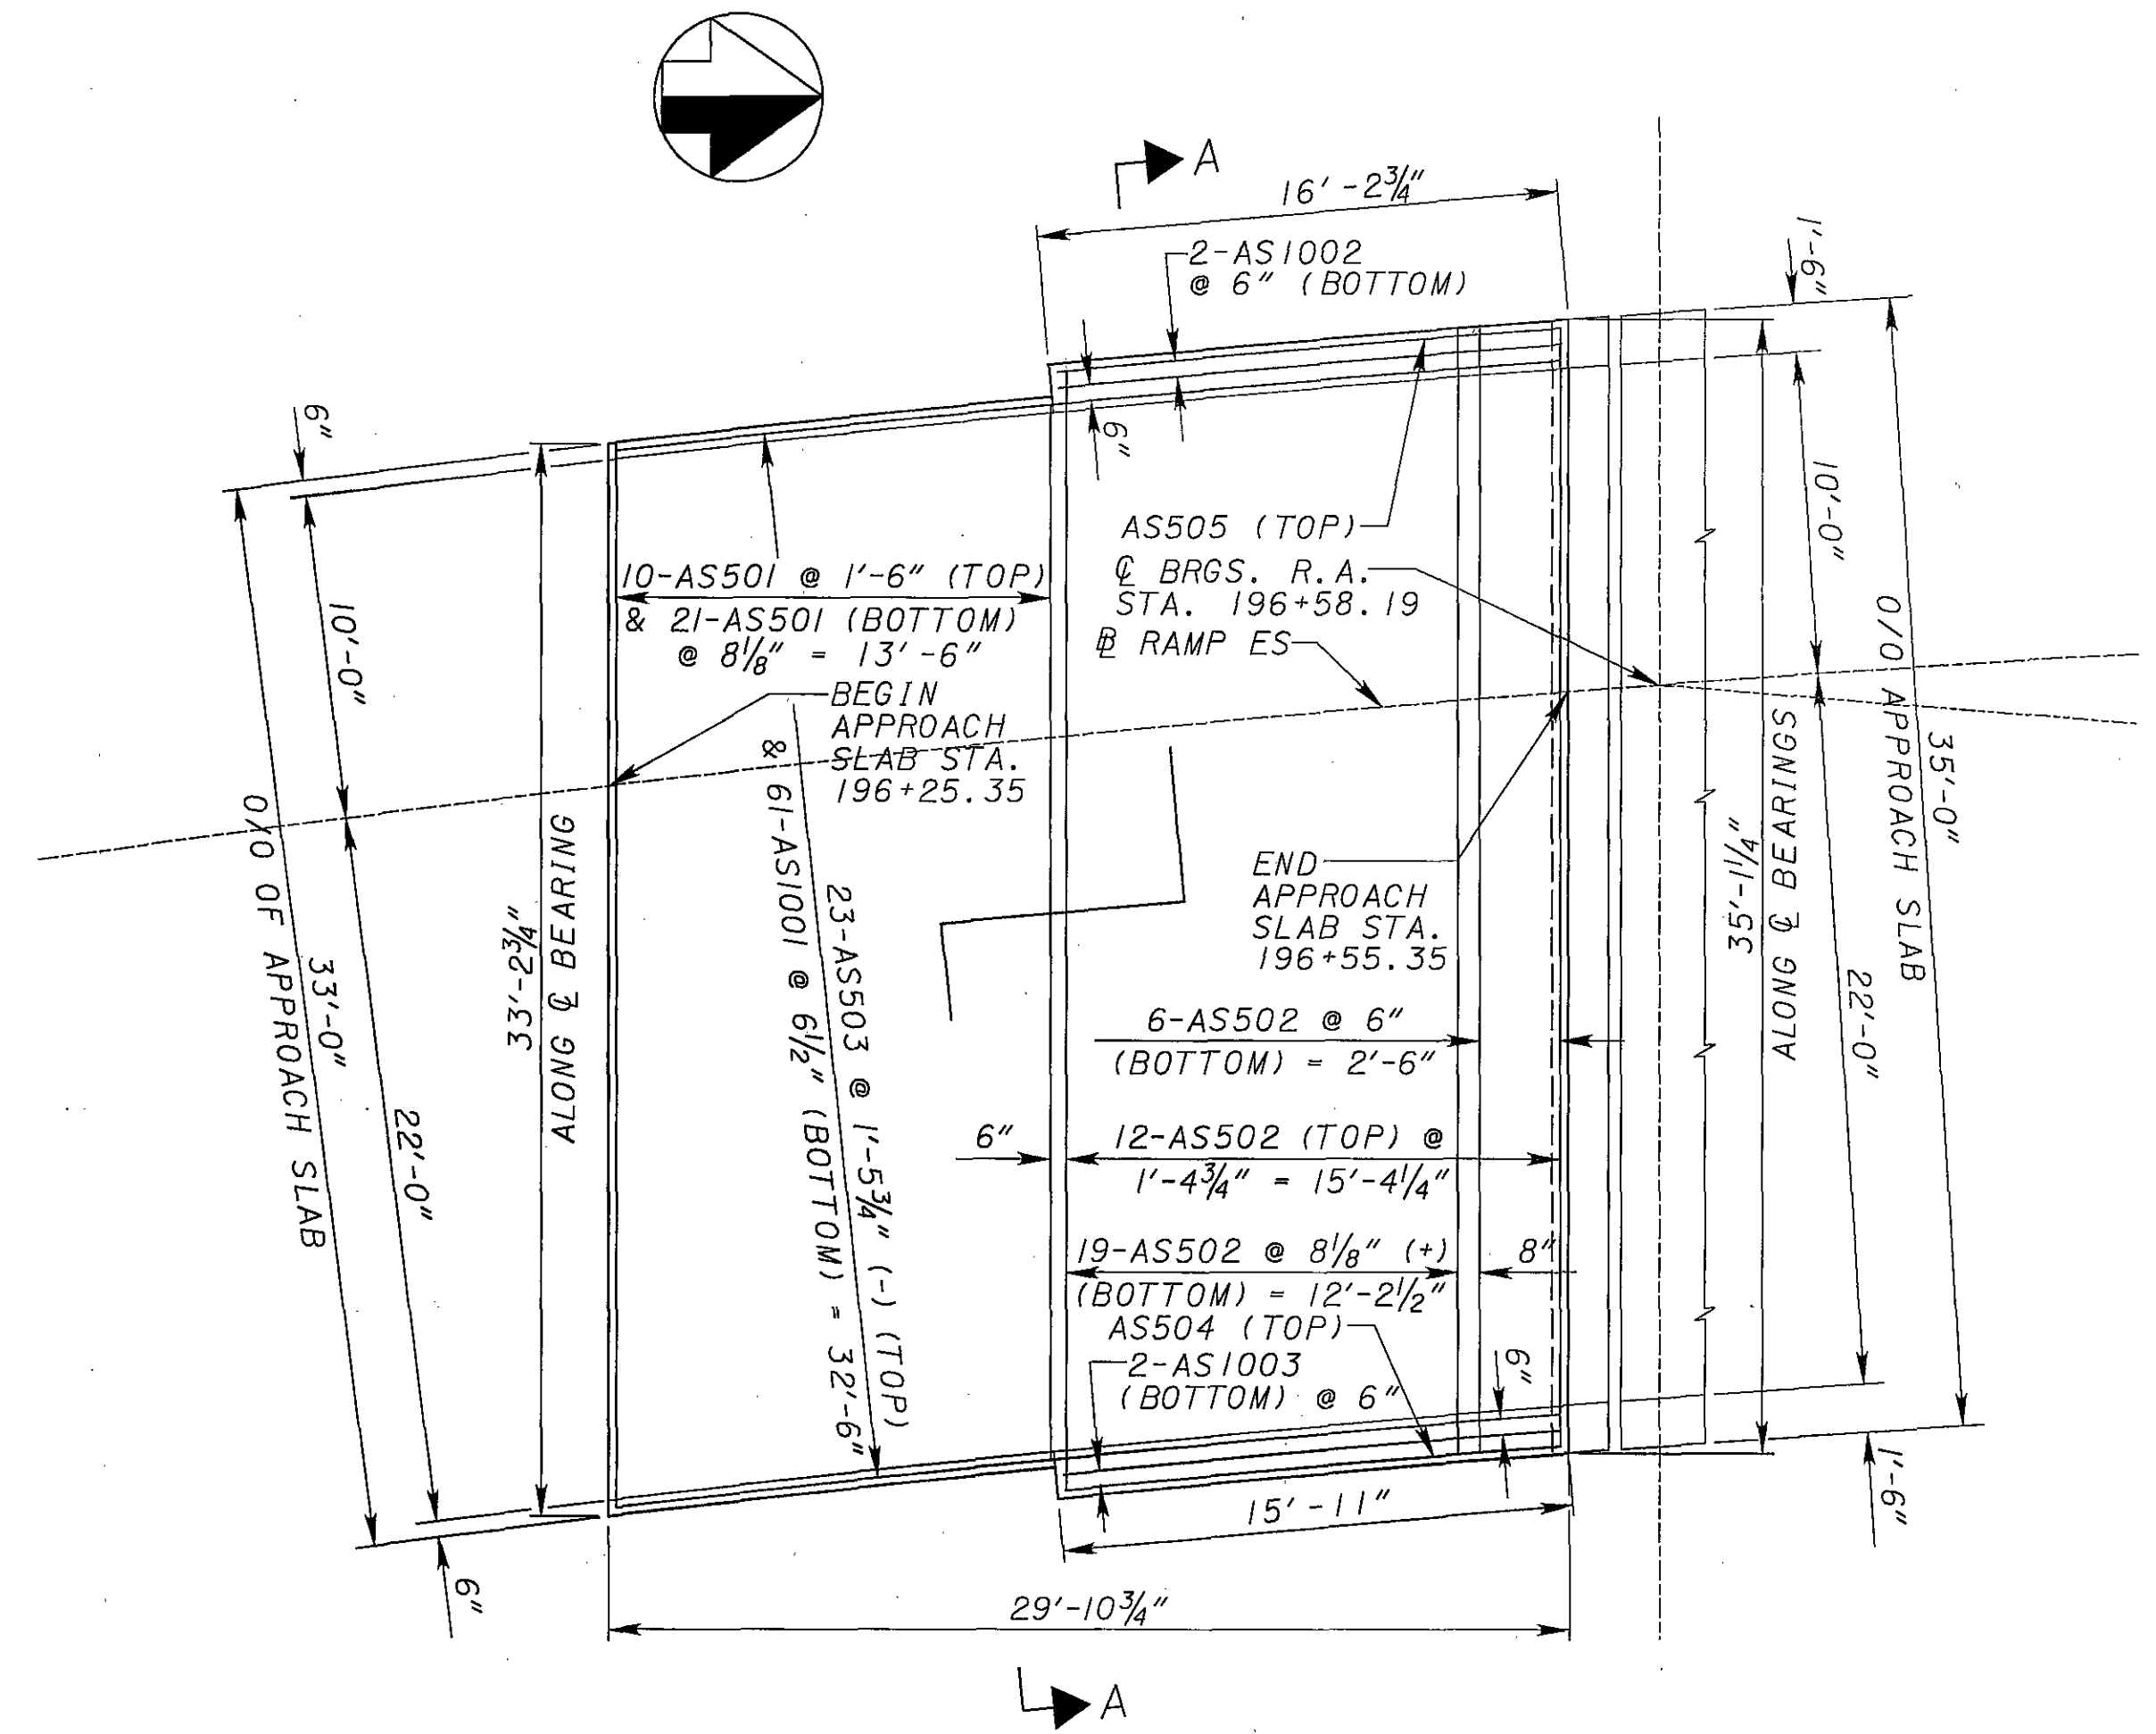 A
16'-2¾"
2-AS1002
@ 6" (BOTTOM)
1'-6"
6"
6"
10'-0"
10'-0"
AS505 (TOP)
℄ BRGS. R.A.
STA. 196+58.19
℔ RAMP ES
10-AS501 @ 1'-6" (TOP)
& 21-AS501 (BOTTOM)
@ 8⅛" = 13'-6"
BEGIN
APPROACH
SLAB STA.
196+25.35
O/O OF APPROACH SLAB
33'-0"
22'-0"
33'-2¾"
ALONG ℄ BEARING
23-AS503 @ 1'-5¾" (-) (TOP)
& 61-AS1001 @ 6½" (BOTTOM) = 32'-6"
END
APPROACH
SLAB STA.
196+55.35
O/O APPROACH SLAB
35'-0"
35'-1¼"
ALONG ℄ BEARINGS
22'-0"
6-AS502 @ 6"
(BOTTOM) = 2'-6"
6"
12-AS502 (TOP) @
1'-4¾" = 15'-4¼"
19-AS502 @ 8⅛" (+)
(BOTTOM) = 12'-2½"
8"
AS504 (TOP)
2-AS1003
(BOTTOM) @ 6"
6"
15'-11"
1'-6"
6"
29'-10¾"
A